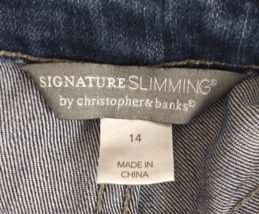 SIGNATURE SLIMMING®
by christopher & banks®
14
MADE IN
CHINA